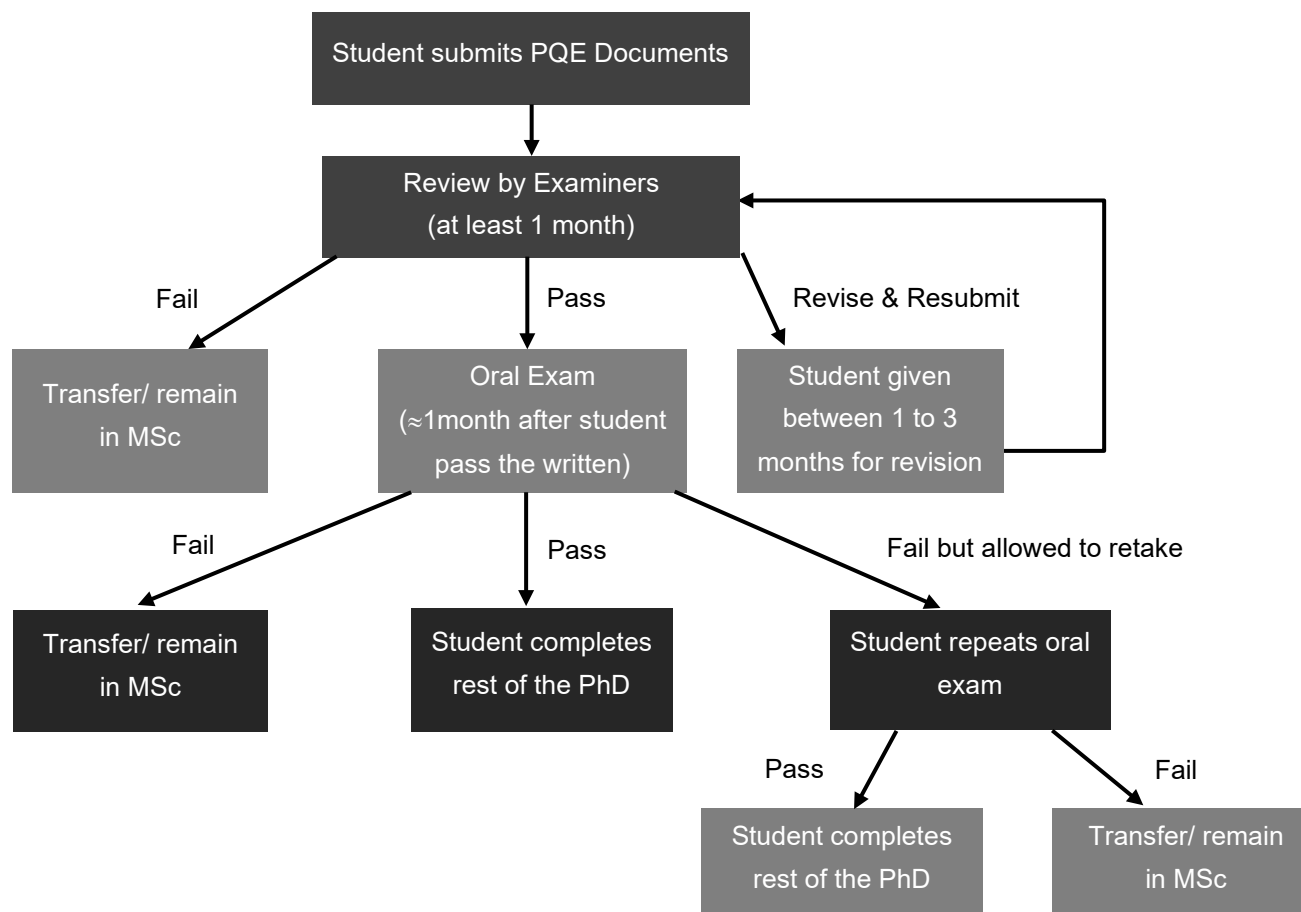 Student submits PQE Documents
Review by Examiners
(at least 1 month)
Fail
Pass
Revise & Resubmit
Transfer/ remain
in MSc
Oral Exam
(≈1month after student
pass the written)
Student given
between 1 to 3
months for revision
Fail
Pass
Fail but allowed to retake
Transfer/ remain
in MSc
Student completes
rest of the PhD
Student repeats oral
exam
Pass
Fail
Student completes
rest of the PhD
Transfer/ remain
in MSc